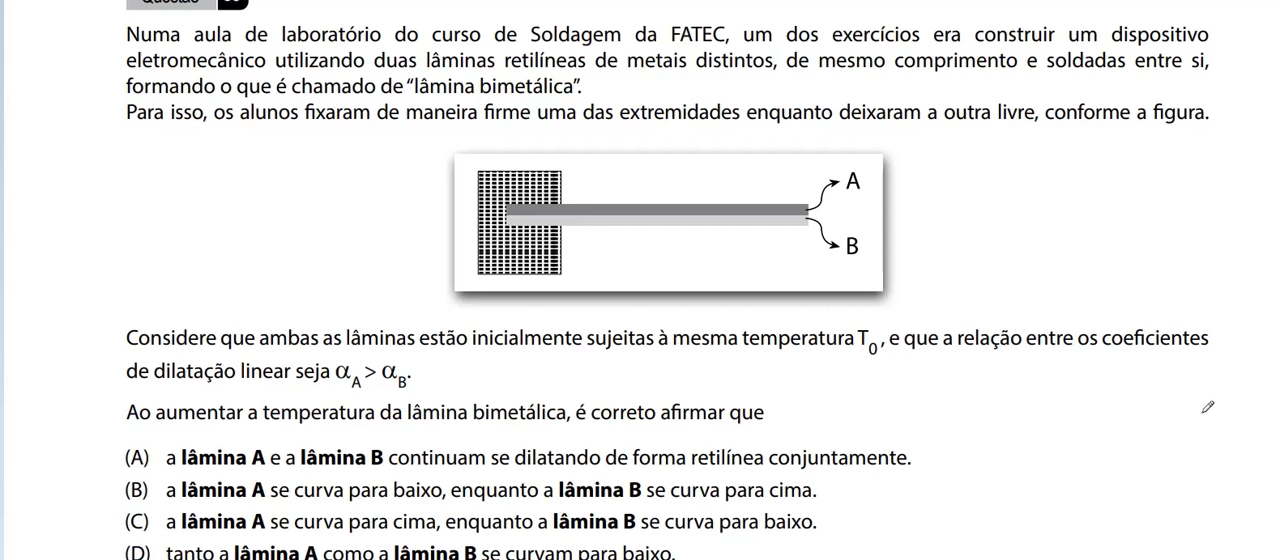 Numa aula de laboratório do curso de Soldagem da FATEC, um dos exercícios era construir um dispositivo
eletromecânico utilizando duas lâminas retilíneas de metais distintos, de mesmo comprimento e soldadas entre si,
formando o que é chamado de “lâmina bimetálica”.
Para isso, os alunos fixaram de maneira firme uma das extremidades enquanto deixaram a outra livre, conforme a figura.
A
B
Considere que ambas as lâminas estão inicialmente sujeitas à mesma temperatura T0, e que a relação entre os coeficientes
de dilatação linear seja αA > αB.
Ao aumentar a temperatura da lâmina bimetálica, é correto afirmar que
(A) a lâmina A e a lâmina B continuam se dilatando de forma retilínea conjuntamente.
(B) a lâmina A se curva para baixo, enquanto a lâmina B se curva para cima.
(C) a lâmina A se curva para cima, enquanto a lâmina B se curva para baixo.
(D) tanto a lâmina A como a lâmina B se curvam para baixo.